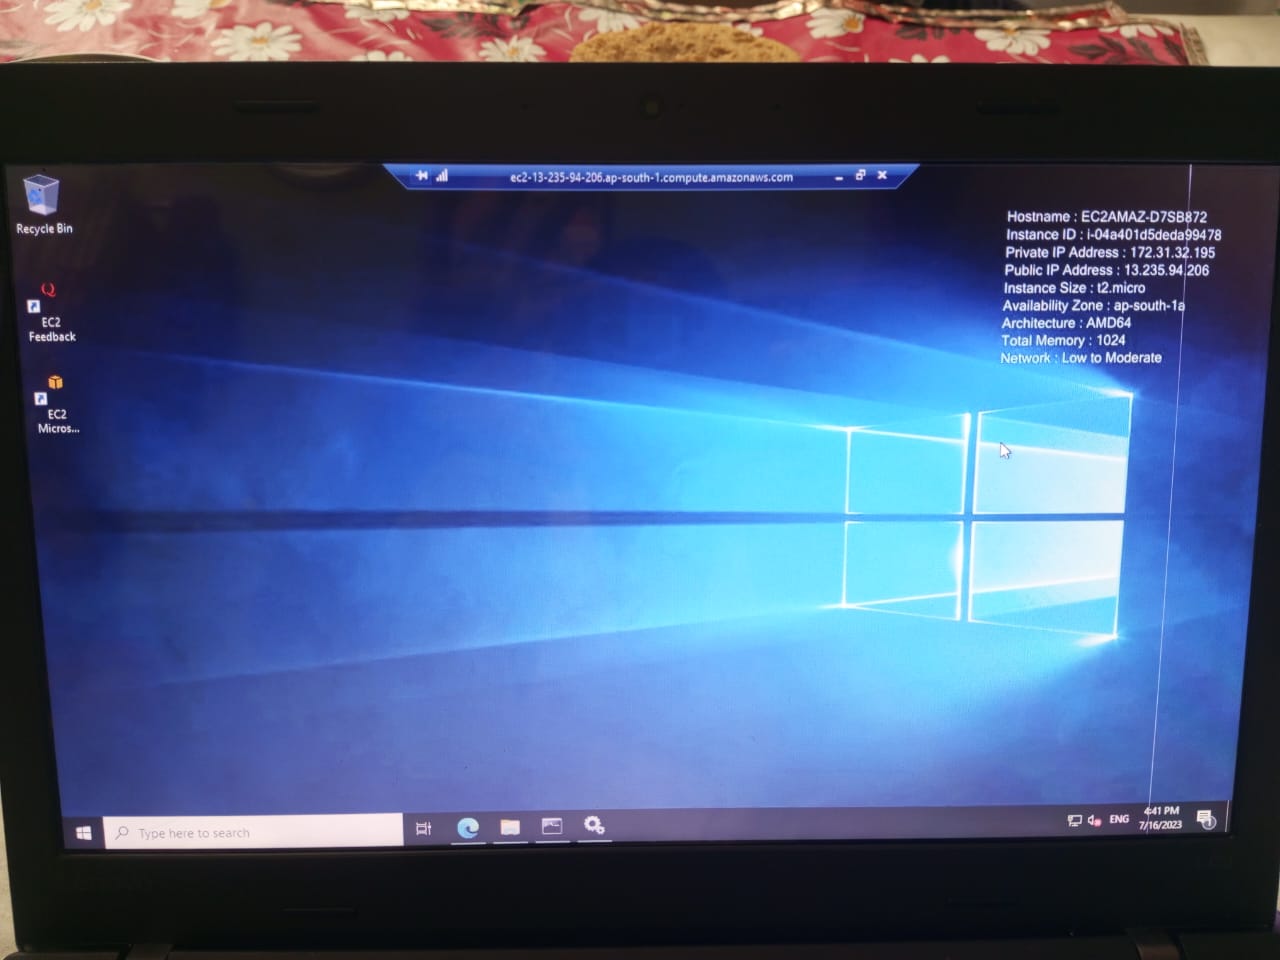 ec2-13-235-94-206.ap-south-1.compute.amazonaws.com
Recycle Bin
EC2
Feedback
EC2
Micros...
Hostname : EC2AMAZ-D7SB872
Instance ID : i-04a401d5deda99478
Private IP Address : 172.31.32.195
Public IP Address : 13.235.94.206
Instance Size : t2.micro
Availability Zone : ap-south-1a
Architecture : AMD64
Total Memory : 1024
Network : Low to Moderate
Type here to search
ENG
4:41 PM
7/16/2023
1